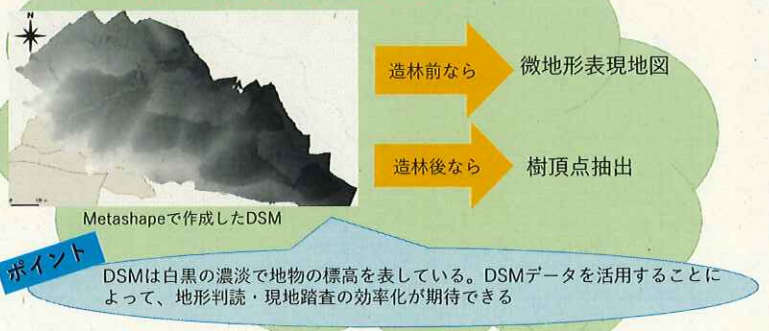 N
造林前なら
微地形表現地図
造林後なら
樹頂点抽出
Metashapeで作成したDSM
ポイント
DSMは白黒の濃淡で地物の標高を表している。DSMデータを活用することに
よって、地形判読・現地踏査の効率化が期待できる